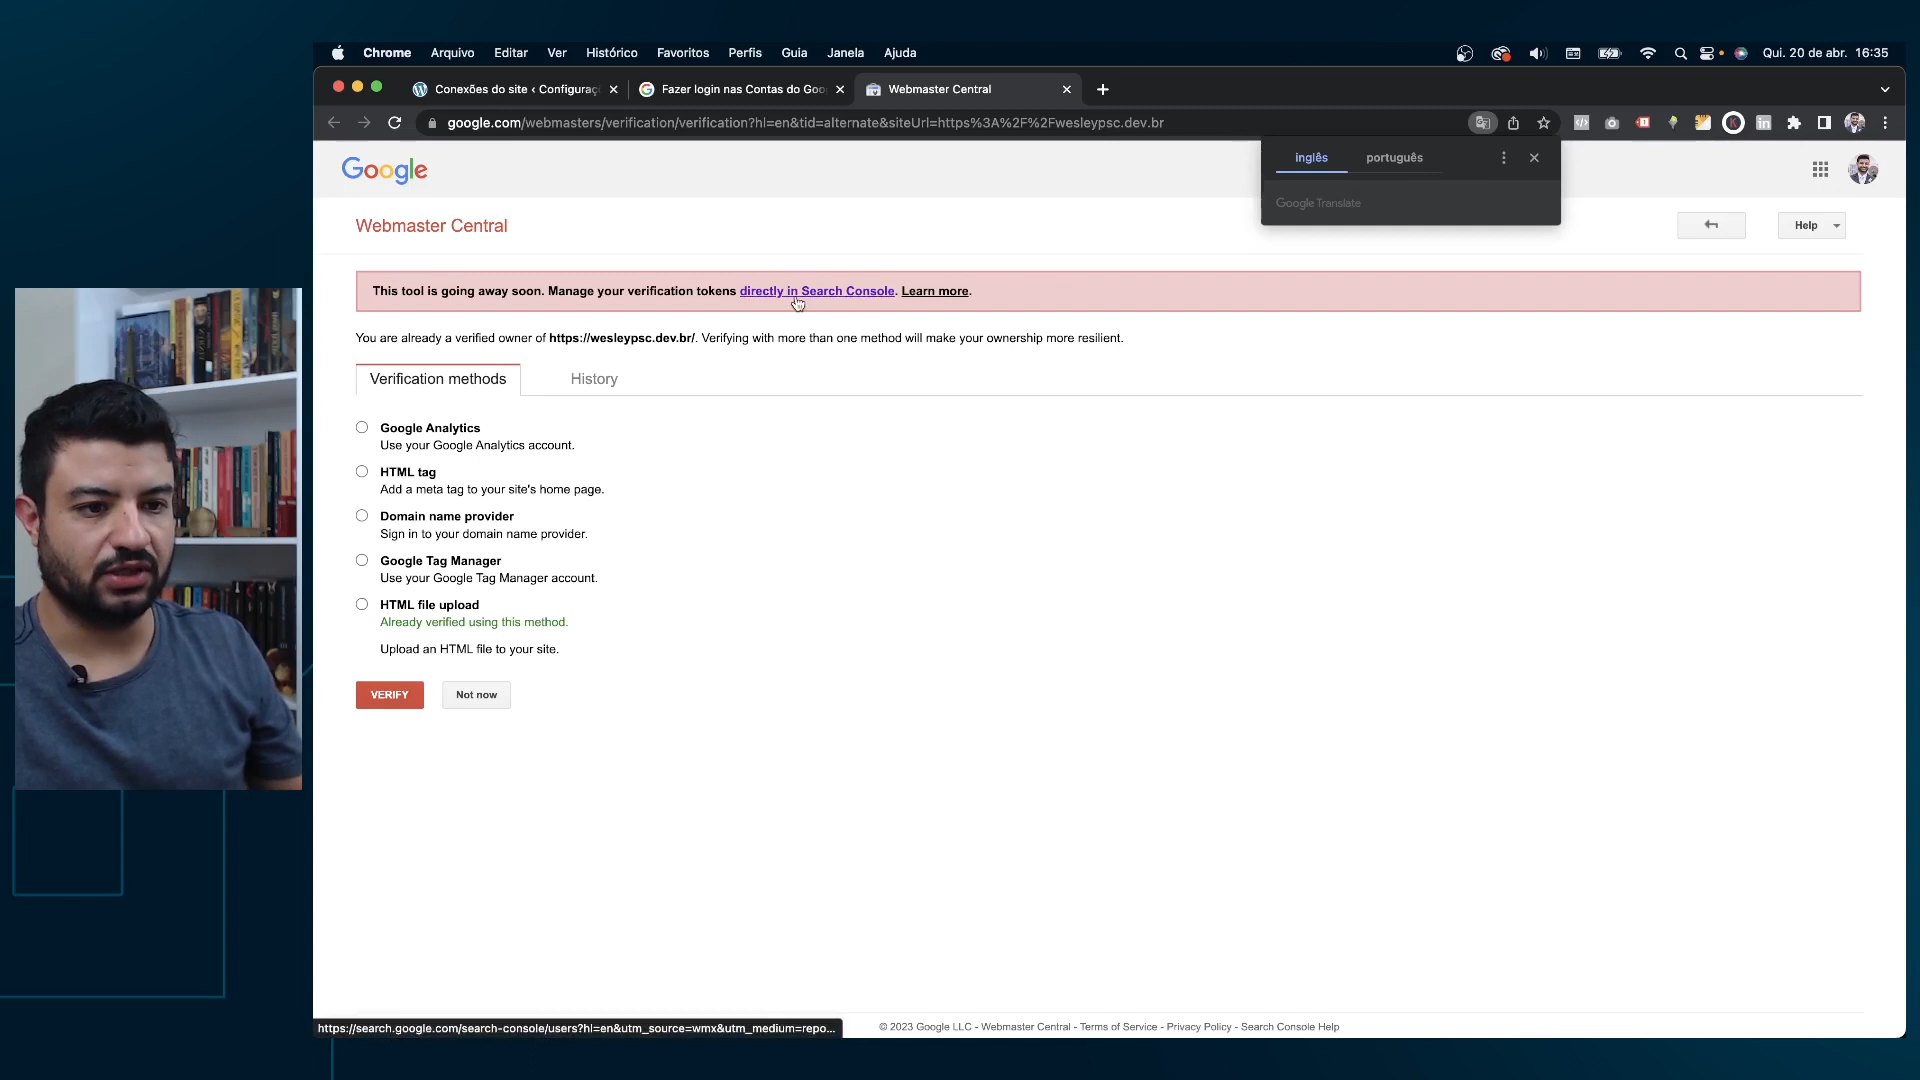 Chrome Arquivo Editar Ver Histórico Favoritos Perfis Guia Janela Ajuda Qui. 20 de abr. 16:35
Conexões do site ‹ Configuraç Fazer login nas Contas do Goo Webmaster Central
google.com/webmasters/verification/verification?hl=en&tid=alternate&siteUrl=https%3A%2F%2Fwesleypsc.dev.br
inglês português
Google Translate
Google
Webmaster Central
Help
This tool is going away soon. Manage your verification tokens directly in Search Console. Learn more.
You are already a verified owner of https://wesleypsc.dev.br/. Verifying with more than one method will make your ownership more resilient.
Verification methods History
Google Analytics
Use your Google Analytics account.
HTML tag
Add a meta tag to your site's home page.
Domain name provider
Sign in to your domain name provider.
Google Tag Manager
Use your Google Tag Manager account.
HTML file upload
Already verified using this method.
Upload an HTML file to your site.
VERIFY Not now
https://search.google.com/search-console/users?hl=en&utm_source=wmx&utm_medium=repo...
© 2023 Google LLC - Webmaster Central - Terms of Service - Privacy Policy - Search Console Help